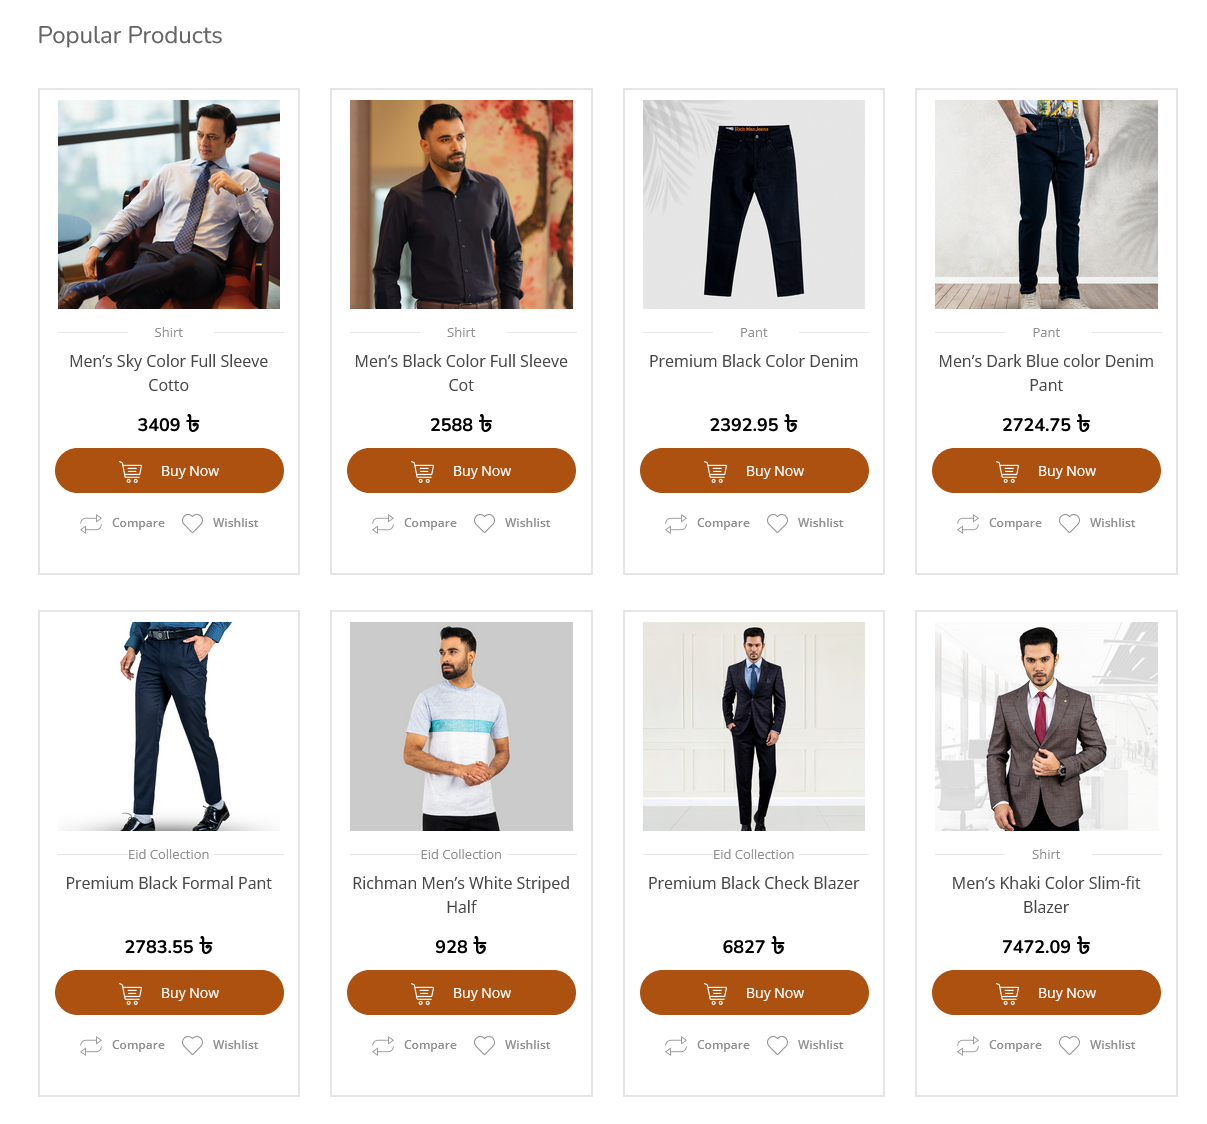 Popular Products
Shirt
Men’s Sky Color Full Sleeve
Cotto
3409 ৳
Buy Now
Compare
Wishlist
Shirt
Men’s Black Color Full Sleeve
Cot
2588 ৳
Buy Now
Compare
Wishlist
Pant
Premium Black Color Denim
2392.95 ৳
Buy Now
Compare
Wishlist
Pant
Men’s Dark Blue color Denim
Pant
2724.75 ৳
Buy Now
Compare
Wishlist
Eid Collection
Premium Black Formal Pant
2783.55 ৳
Buy Now
Compare
Wishlist
Eid Collection
Richman Men’s White Striped
Half
928 ৳
Buy Now
Compare
Wishlist
Eid Collection
Premium Black Check Blazer
6827 ৳
Buy Now
Compare
Wishlist
Shirt
Men’s Khaki Color Slim-fit
Blazer
7472.09 ৳
Buy Now
Compare
Wishlist